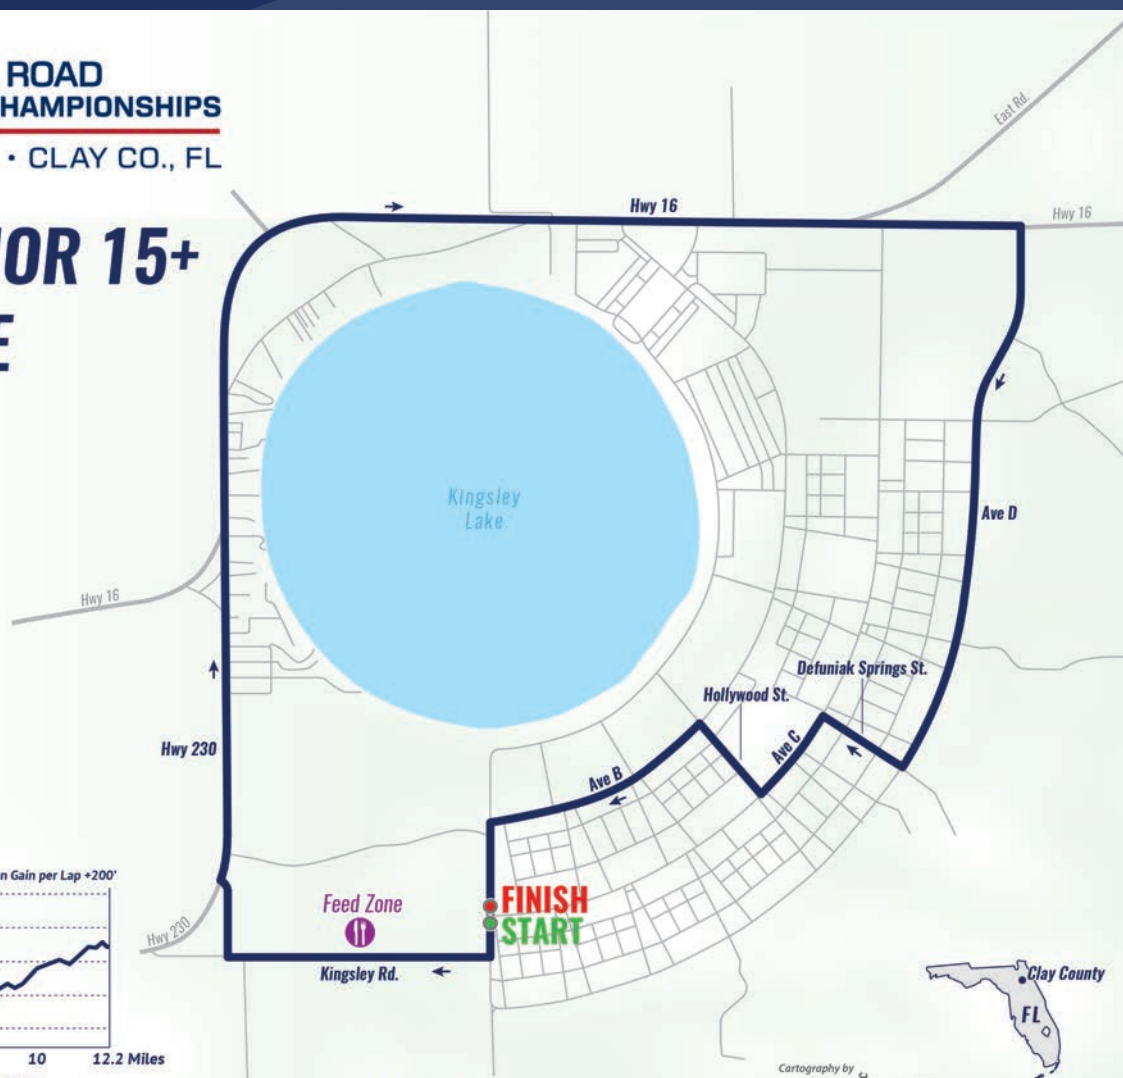 ROAD
HAMPIONSHIPS
• CLAY CO., FL
IOR 15+
E
East Rd.
Hwy 16
Hwy 16
Kingsley
Lake
Ave D
Hwy 16
Defuniak Springs St.
Hollywood St.
Ave C
Hwy 230
Ave B
n Gain per Lap +200'
Feed Zone
FINISH
START
Hwy 230
Kingsley Rd.
Clay County
FL
10
12.2 Miles
Cartography by